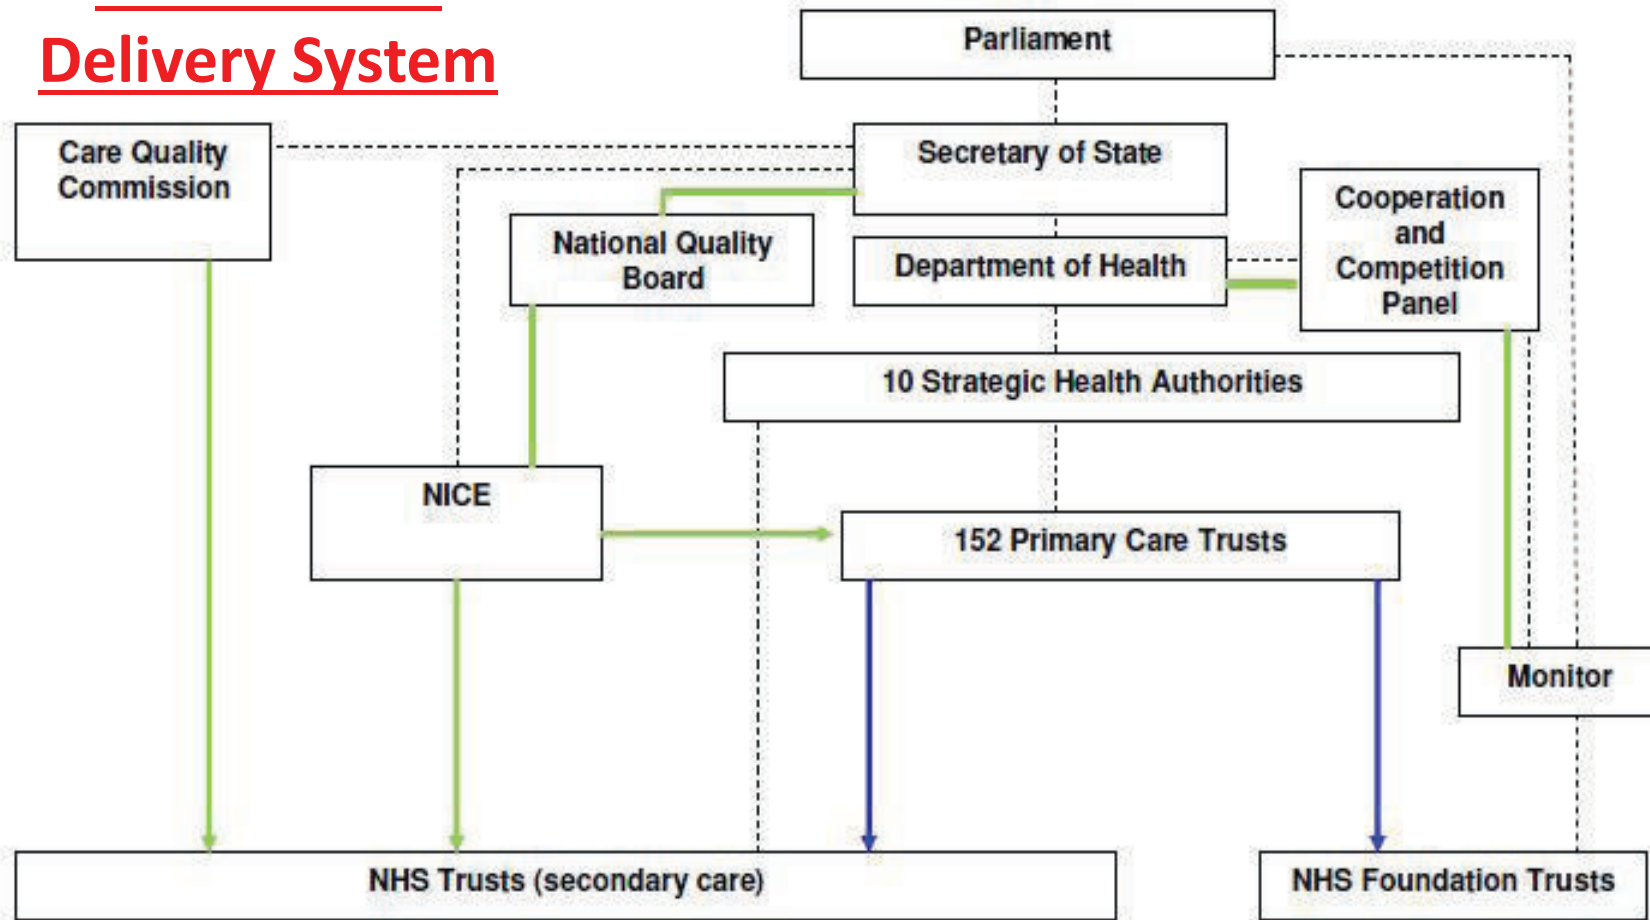 Delivery System
Parliament
Care Quality
Commission
Secretary of State
Cooperation
and
Competition
Panel
National Quality
Board
Department of Health
10 Strategic Health Authorities
NICE
152 Primary Care Trusts
Monitor
NHS Trusts (secondary care)
NHS Foundation Trusts